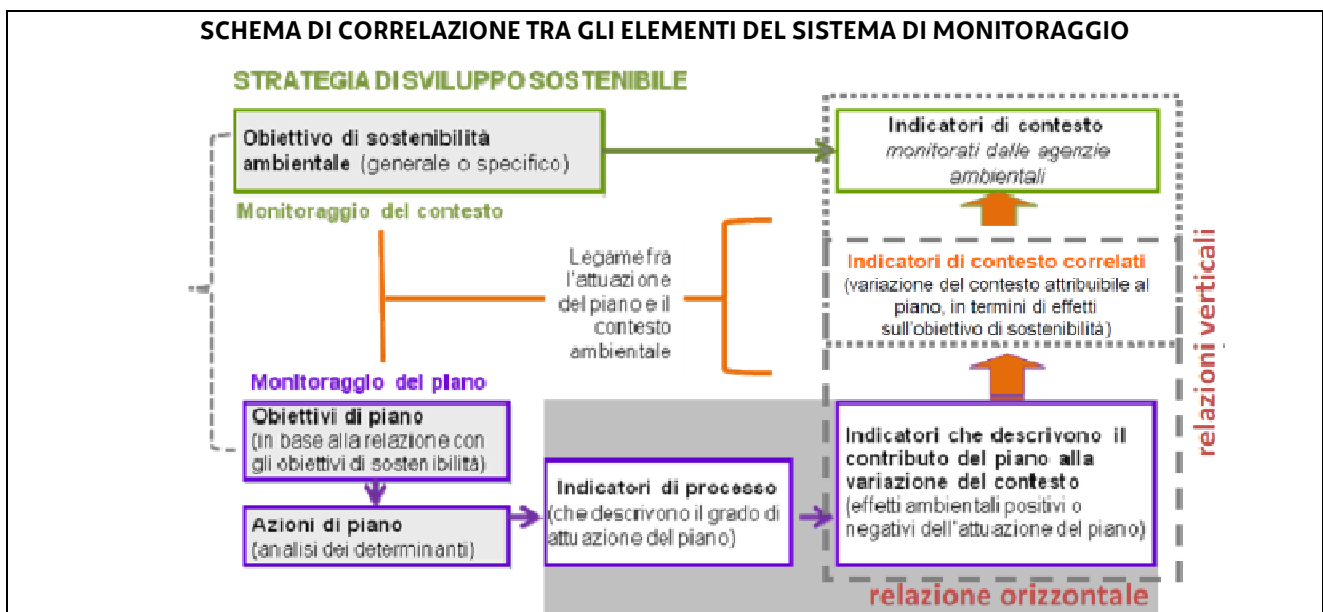 SCHEMA DI CORRELAZIONE TRA GLI ELEMENTI DEL SISTEMA DI MONITORAGGIO
STRATEGIA DI SVILUPPO SOSTENIBILE
Obiettivo di sostenibilità
ambientale (generale o specifico)
Indicatori di contesto
monitorati dalle agenzie
ambientali
Monitoraggio del contesto
Legame fra
l'attuazione
del piano e il
contesto
ambientale
Indicatori di contesto correlati
(variazione del contesto attribuibile al
piano, in termini di effetti
sull'obiettivo di sostenibilità)
relazioni verticali
Monitoraggio del piano
Obiettivi di piano
(in base alla relazione con
gli obiettivi di sostenibilità)
Azioni di piano
(analisi dei determinanti)
Indicatori di processo
(che descrivono il grado di
attuazione del piano)
Indicatori che descrivono il
contributo del piano alla
variazione del contesto
(effetti ambientali positivi o
negativi dell'attuazione del piano)
relazione orizzontale